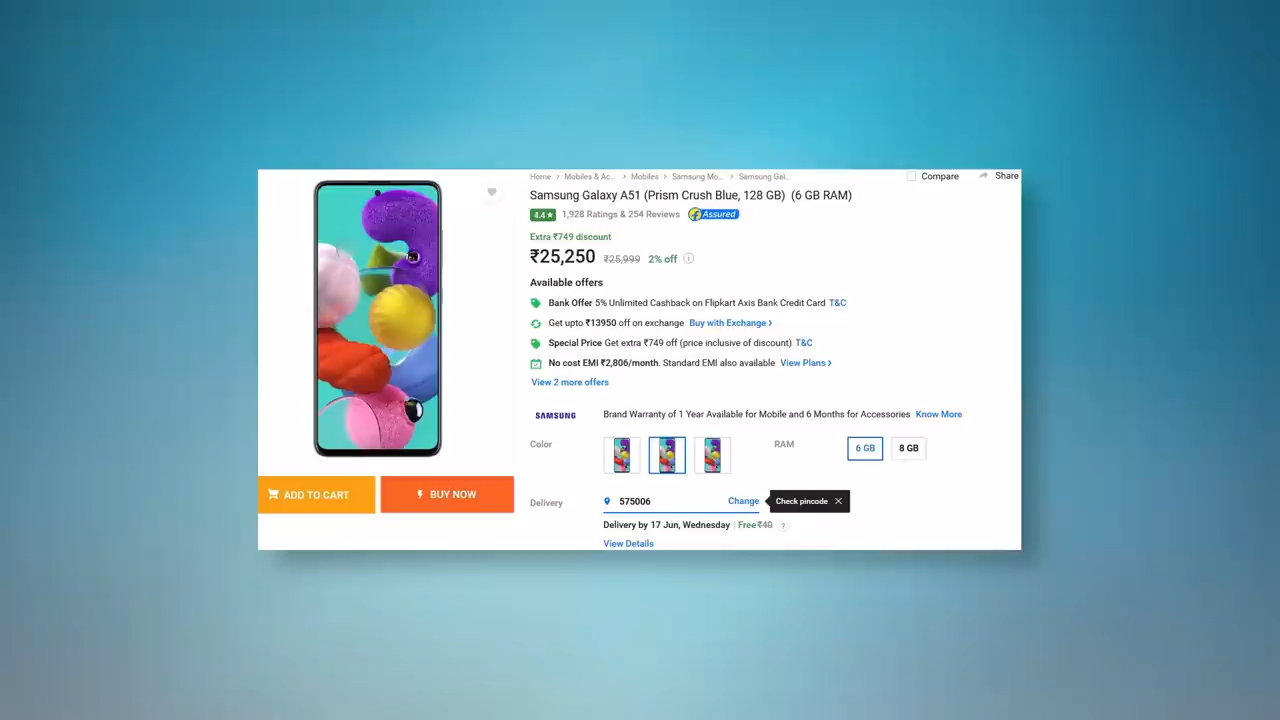 Home > Mobiles & Ac... > Mobiles > Samsung Mo... > Samsung Gal...
Compare
Share
Samsung Galaxy A51 (Prism Crush Blue, 128 GB) (6 GB RAM)
4.4★ 1,928 Ratings & 254 Reviews Assured
Extra ₹749 discount
₹25,250 ₹25,999 2% off
Available offers
Bank Offer 5% Unlimited Cashback on Flipkart Axis Bank Credit Card T&C
Get upto ₹13950 off on exchange Buy with Exchange >
Special Price Get extra ₹749 off (price inclusive of discount) T&C
No cost EMI ₹2,806/month. Standard EMI also available View Plans >
View 2 more offers
SAMSUNG Brand Warranty of 1 Year Available for Mobile and 6 Months for Accessories Know More
Color
RAM 6 GB 8 GB
ADD TO CART BUY NOW
Delivery 575006 Change Check pincode ✕
Delivery by 17 Jun, Wednesday | Free ₹40 ?
View Details